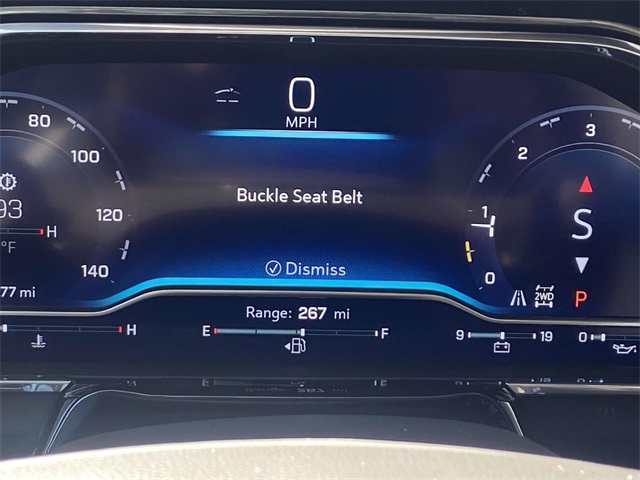 0
MPH
80
100
120
140
93
H
°F
77 mi
Buckle Seat Belt
Dismiss
3
2
1
0
S
2WD
P
Range: 267 mi
H
E
F
9
19
0